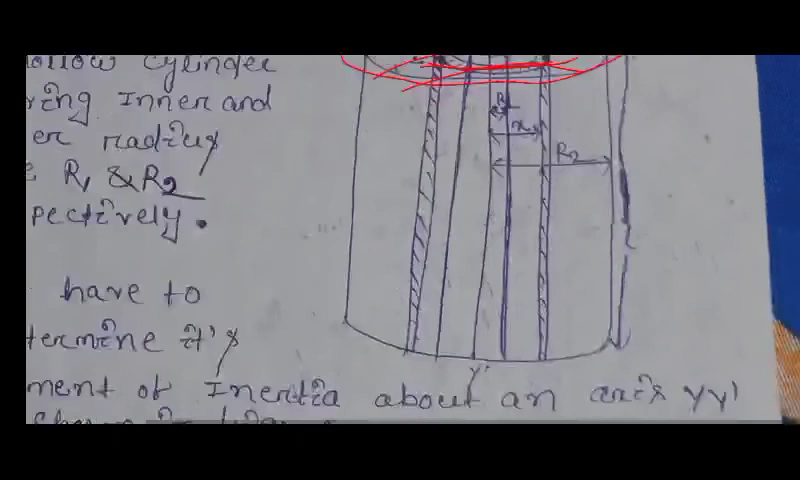 ollow cylinder
ring Inner and
er radius
R1 & R2
pectively.
x
R2
have to
termine it's
YY'
ment of Inertia about an axis YY'